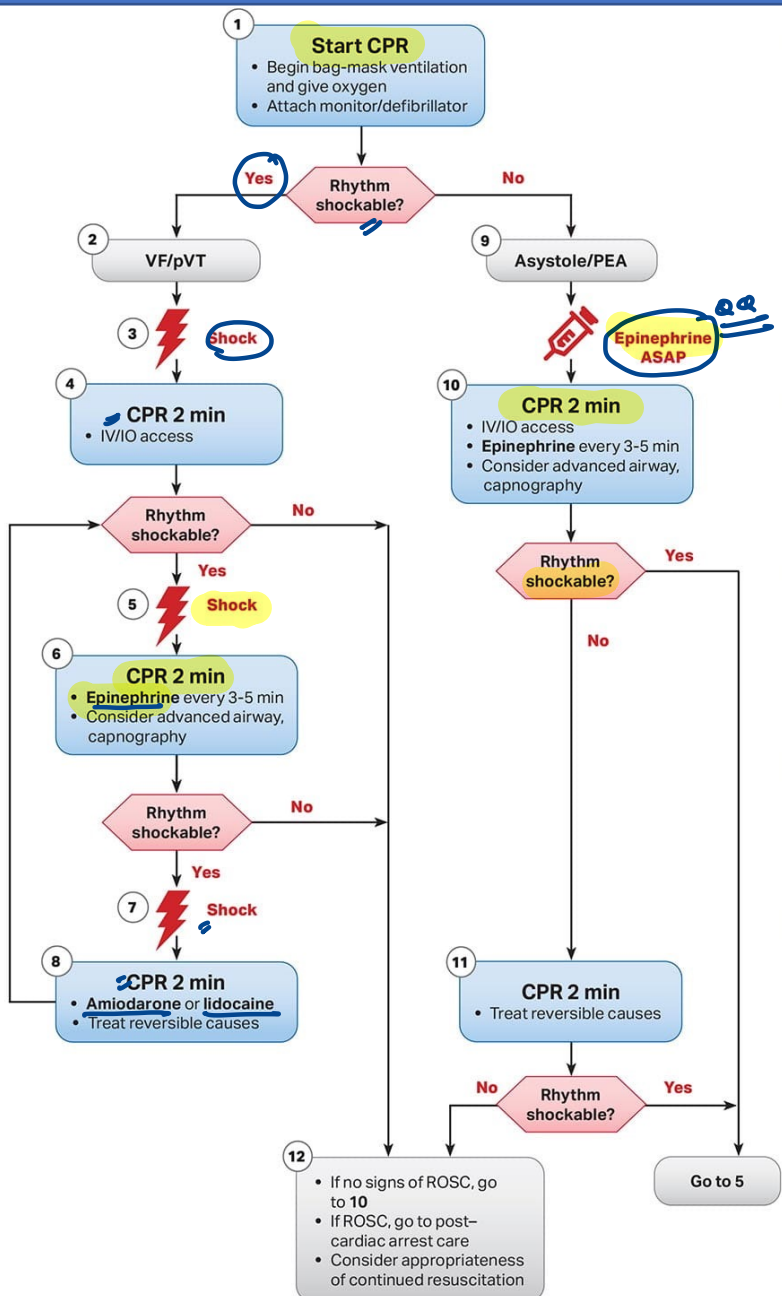 1
Start CPR
• Begin bag-mask ventilation
and give oxygen
• Attach monitor/defibrillator
Rhythm
shockable?
Yes
No
2
VF/pVT
9
Asystole/PEA
3
Shock
Epinephrine
ASAP
4
CPR 2 min
• IV/IO access
10
CPR 2 min
• IV/IO access
• Epinephrine every 3-5 min
• Consider advanced airway,
capnography
Rhythm
shockable?
No
Yes
Rhythm
shockable?
Yes
No
5
Shock
6
CPR 2 min
• Epinephrine every 3-5 min
• Consider advanced airway,
capnography
Rhythm
shockable?
No
Yes
7
Shock
8
CPR 2 min
• Amiodarone or lidocaine
• Treat reversible causes
11
CPR 2 min
• Treat reversible causes
Rhythm
shockable?
No
Yes
12
• If no signs of ROSC, go
to 10
• If ROSC, go to post–
cardiac arrest care
• Consider appropriateness
of continued resuscitation
Go to 5